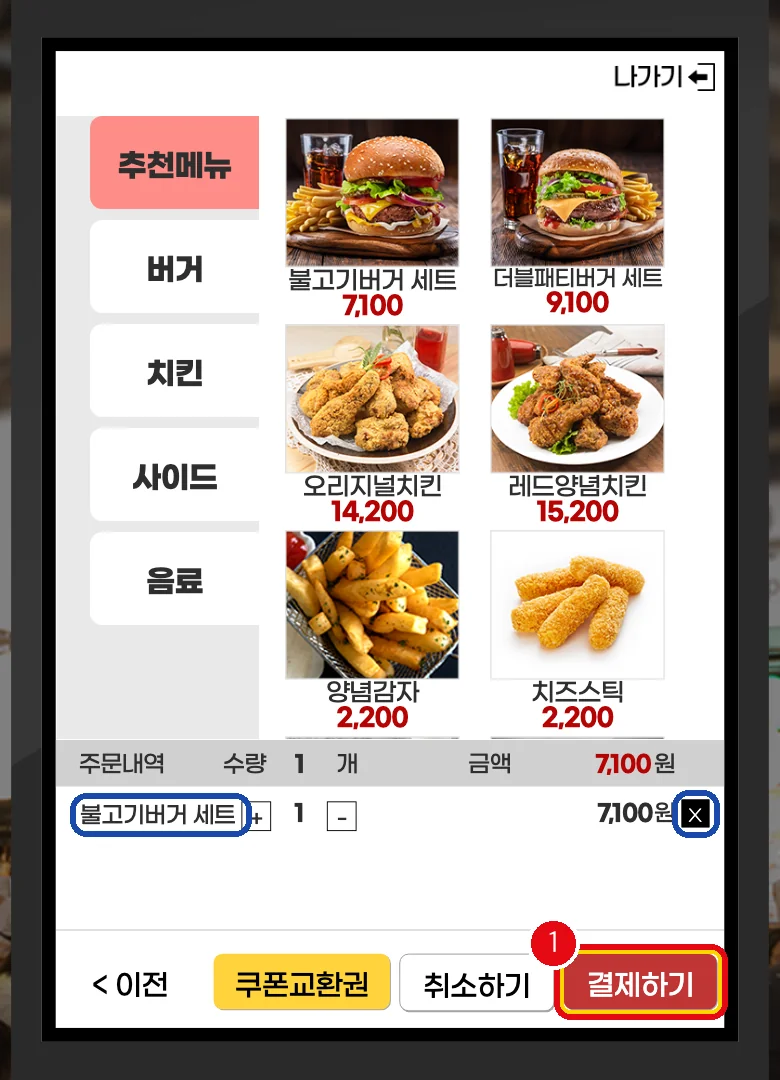 나가기
추천메뉴
버거
치킨
사이드
음료
불고기버거 세트
7,100
더블패티버거 세트
9,100
오리지널치킨
14,200
레드양념치킨
15,200
양념감자
2,200
치즈스틱
2,200
주문내역 수량 1 개 금액 7,100원
불고기버거 세트 + 1 - 7,100원 X
1
< 이전 쿠폰교환권 취소하기 결제하기